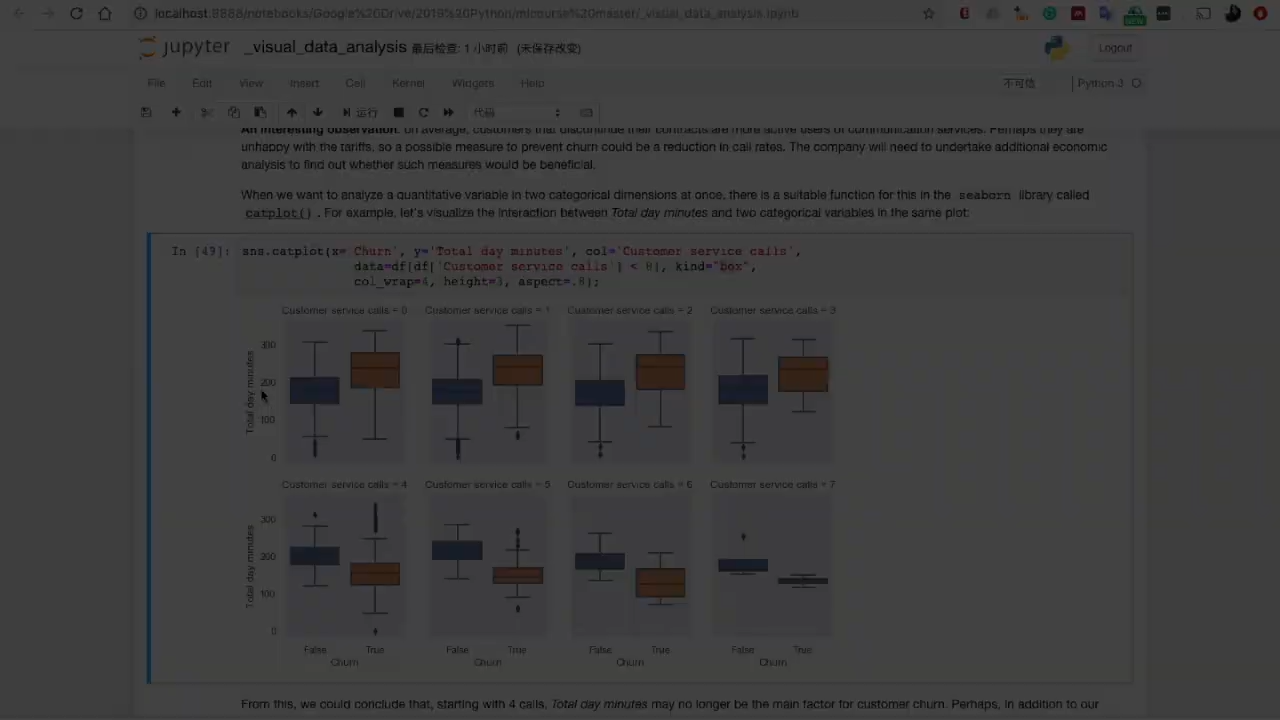 localhost:8888/notebooks/Google%20Drive/2019%20Python/mlcourse%20master/_visual_data_analysis.ipynb
NEW
jupyter _visual_data_analysis 最后检查: 1 小时前 (未保存改变) Logout
File Edit View Insert Cell Kernel Widgets Help 不可信 Python 3
运行 代码
An interesting observation: on average, customers that discontinue their contracts are more active users of communication services. Perhaps they are
unhappy with the tariffs, so a possible measure to prevent churn could be a reduction in call rates. The company will need to undertake additional economic
analysis to find out whether such measures would be beneficial.
When we want to analyze a quantitative variable in two categorical dimensions at once, there is a suitable function for this in the seaborn library called
catplot() . For example, let's visualize the interaction between Total day minutes and two categorical variables in the same plot:
In [49]: sns.catplot(x='Churn', y='Total day minutes', col='Customer service calls',
data=df[df['Customer service calls'] < 8], kind="box",
col_wrap=4, height=3, aspect=.8);
Customer service calls = 0 Customer service calls = 1 Customer service calls = 2 Customer service calls = 3
Total day minutes
300
200
100
0
Customer service calls = 4 Customer service calls = 5 Customer service calls = 6 Customer service calls = 7
Total day minutes
300
200
100
0
False True False True False True False True
Churn Churn Churn Churn
From this, we could conclude that, starting with 4 calls, Total day minutes may no longer be the main factor for customer churn. Perhaps, in addition to our